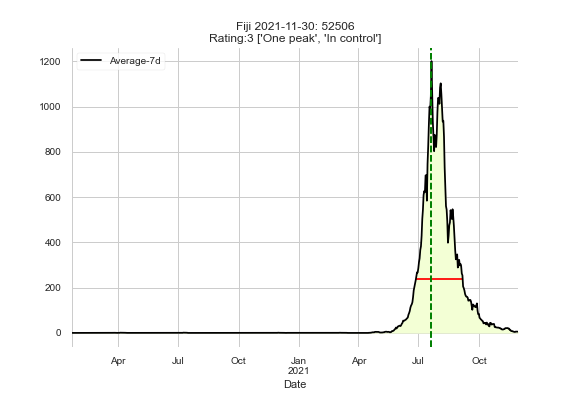 Fiji 2021-11-30: 52506
Rating:3 ['One peak', 'In control']
Average-7d
1200
1000
800
600
400
200
0
Apr Jul Oct Jan Apr Jul Oct
2021
Date